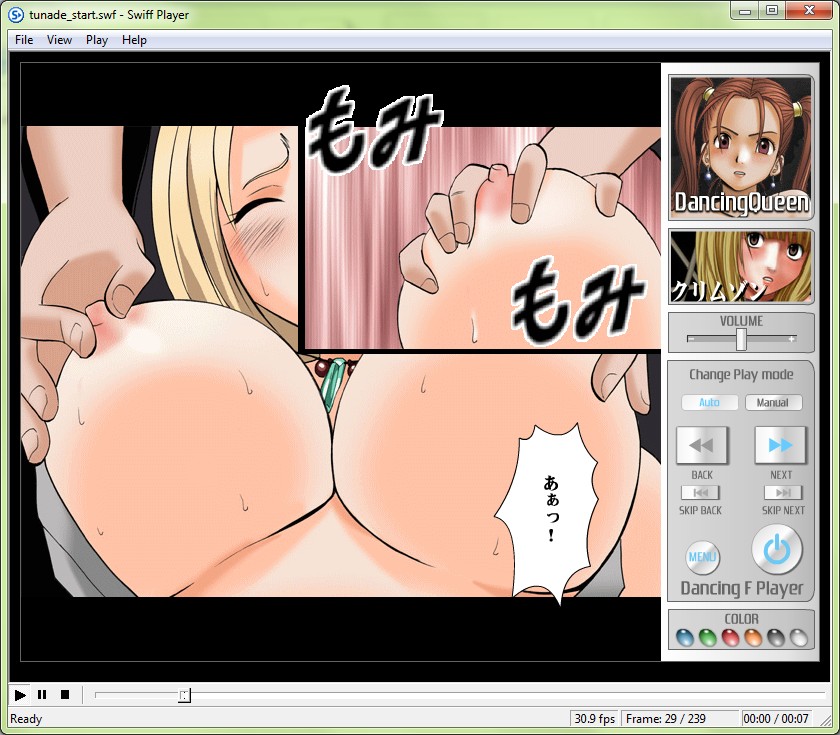 tunade_start.swf - Swiff Player
File View Play Help
もみ
もみ
あぁっ！
DancingQueen
クリムゾン
VOLUME
- +
Change Play mode
Auto Manual
BACK NEXT
SKIP BACK SKIP NEXT
MENU
Dancing F Player
COLOR
Ready 30.9 fps Frame: 29 / 239 00:00 / 00:07